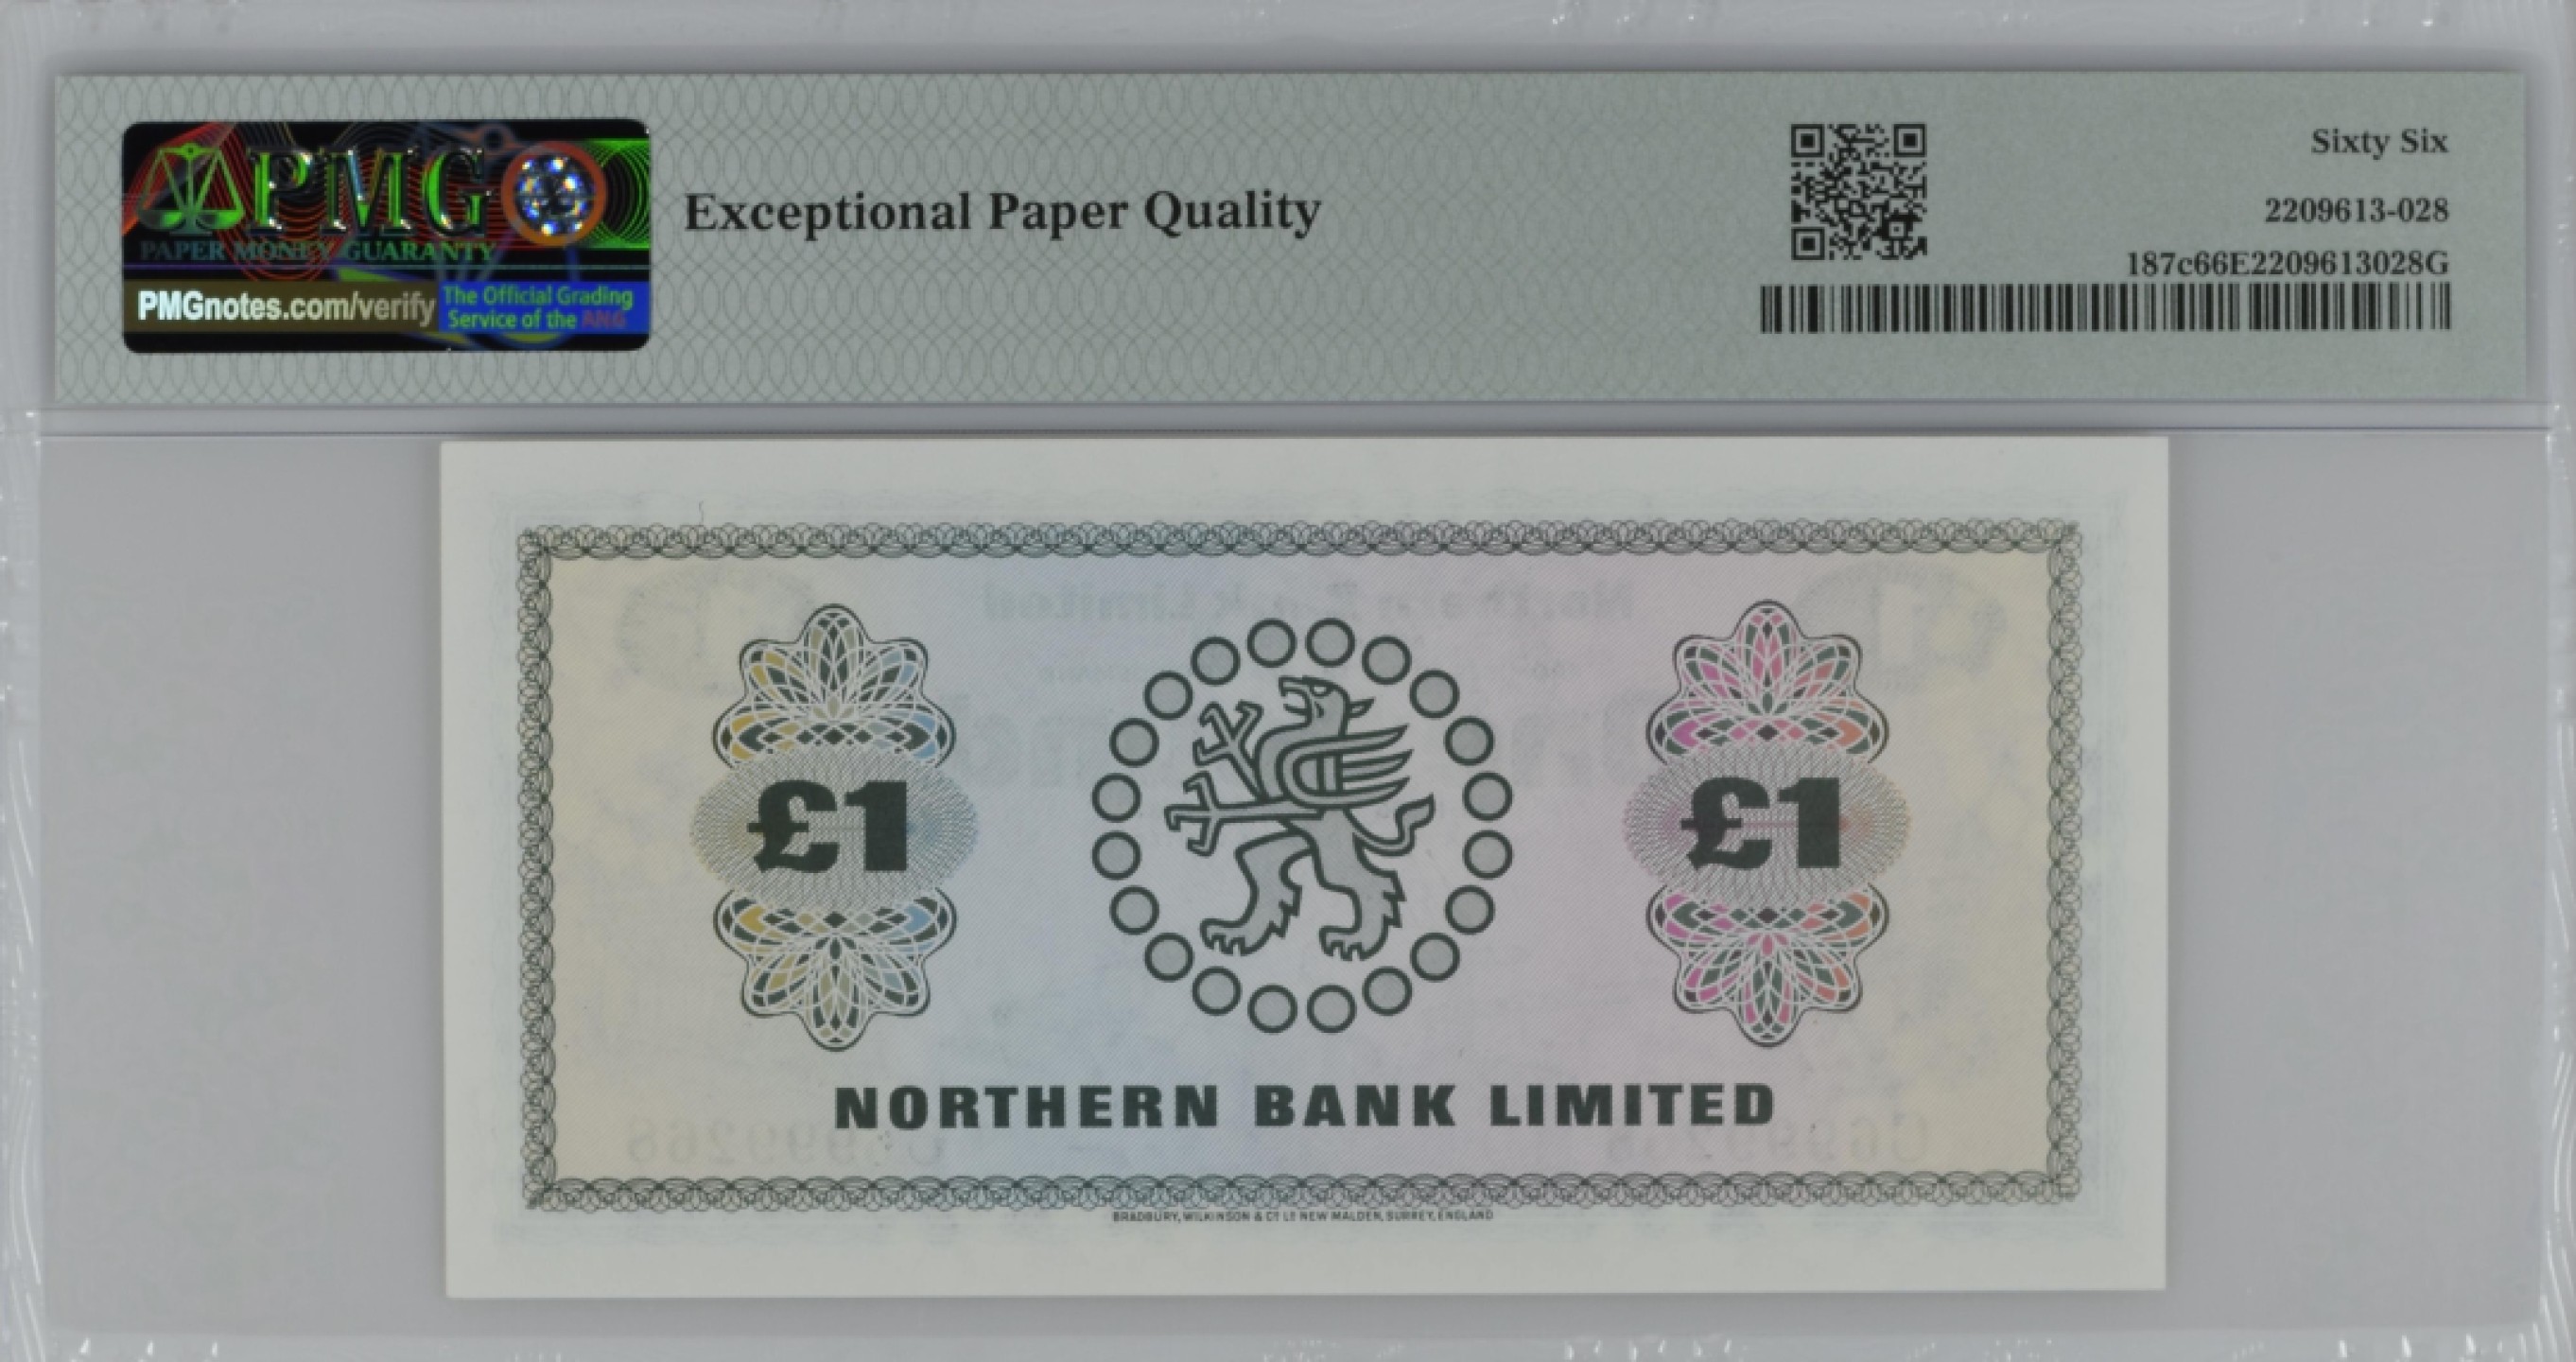 PMG
PAPER MONEY GUARANTY
PMGnotes.com/verify
The Official Grading
Service of the ANA
Exceptional Paper Quality
Sixty Six
2209613-028
187c66E2209613028G
£1
£1
NORTHERN BANK LIMITED
BRADBURY, WILKINSON & Co. Ld. NEW MALDEN, SURREY, ENGLAND